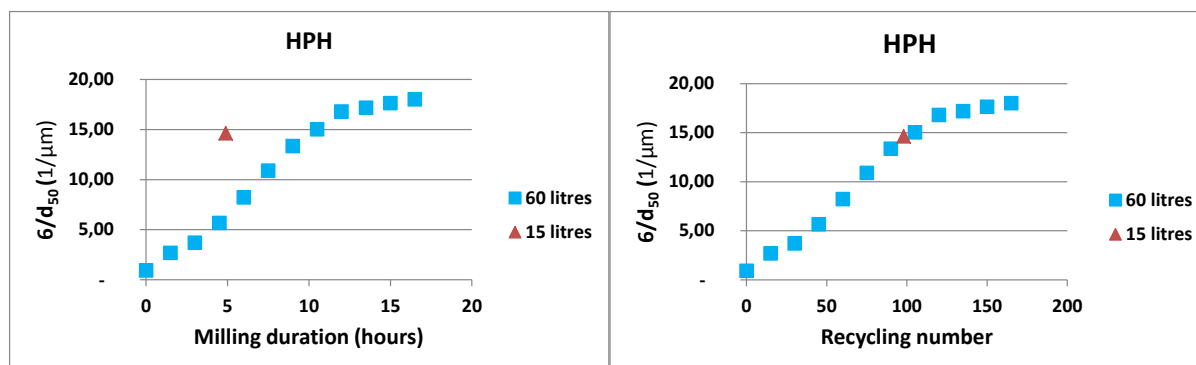 HPH
20,00
15,00
10,00
5,00
-
6/d₅₀ (1/µm)
0 5 10 15 20
Milling duration (hours)
60 litres
15 litres
HPH
20,00
15,00
10,00
5,00
-
6/d₅₀ (1/µm)
0 50 100 150 200
Recycling number
60 litres
15 litres